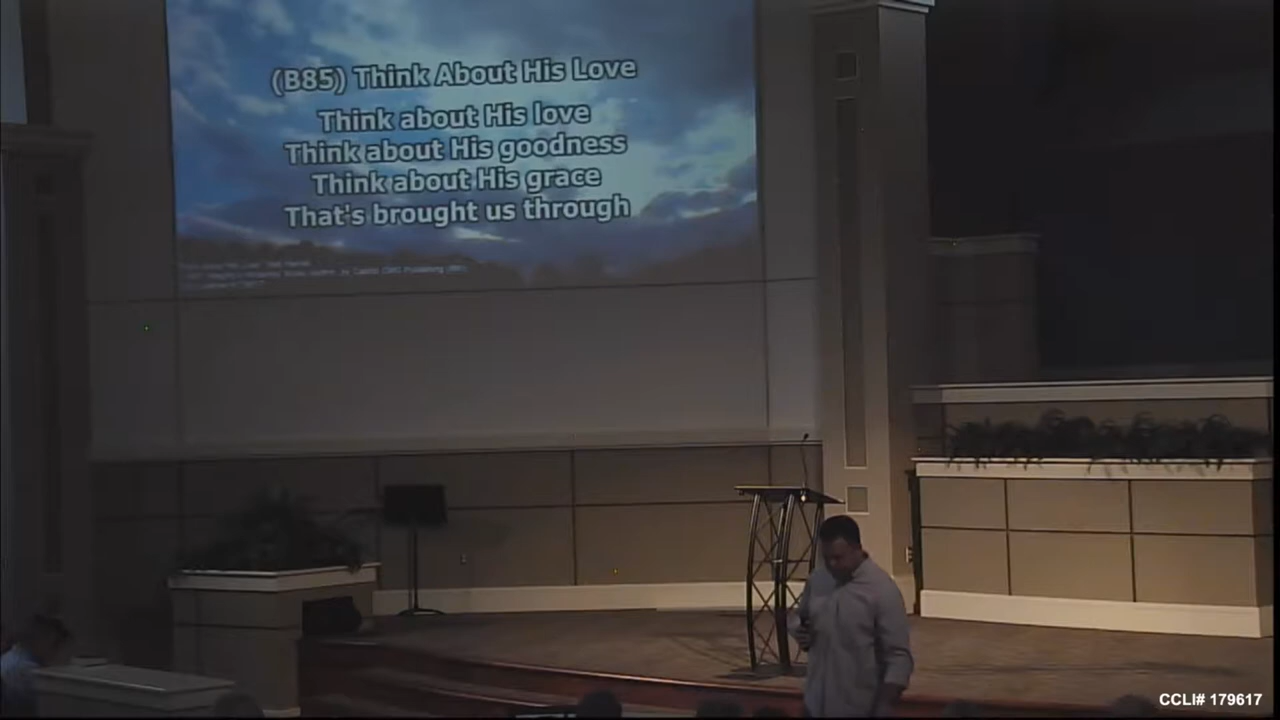 (B85) Think About His Love
Think about His love
Think about His goodness
Think about His grace
That's brought us through
CCLI# 179617